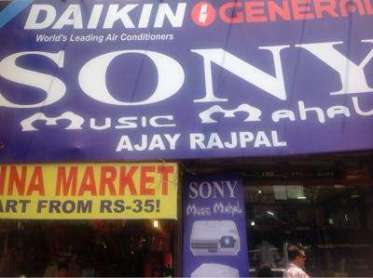 DAIKIN GENERAL
World's Leading Air Conditioners
SONY
Music Mahal
AJAY RAJPAL
NNA MARKET
ART FROM RS-35!
SONY
Music Mahal